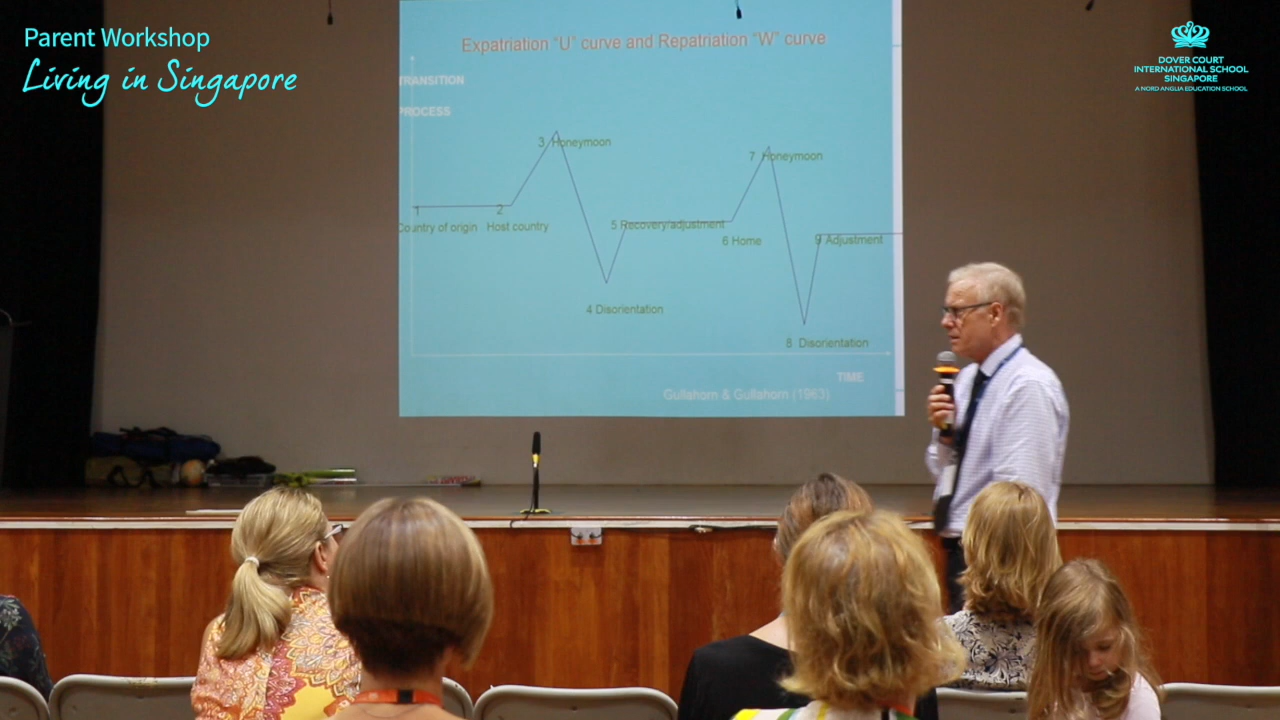 Parent Workshop
Living in Singapore
DOVER COURT
INTERNATIONAL SCHOOL
SINGAPORE
A NORD ANGLIA EDUCATION SCHOOL
Expatriation "U" curve and Repatriation "W" curve
TRANSITION
PROCESS
3 Honeymoon
7 Honeymoon
1
2
Country of origin
Host country
5 Recovery/adjustment
6 Home
9 Adjustment
4 Disorientation
8 Disorientation
TIME
Gullahorn & Gullahorn (1963)